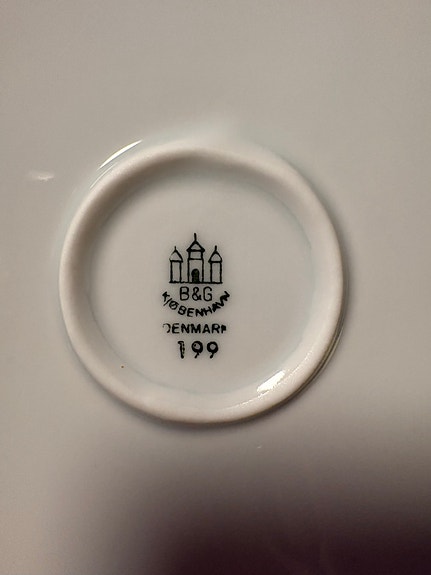 B&G
KJØBENHAVN
DENMARK
199